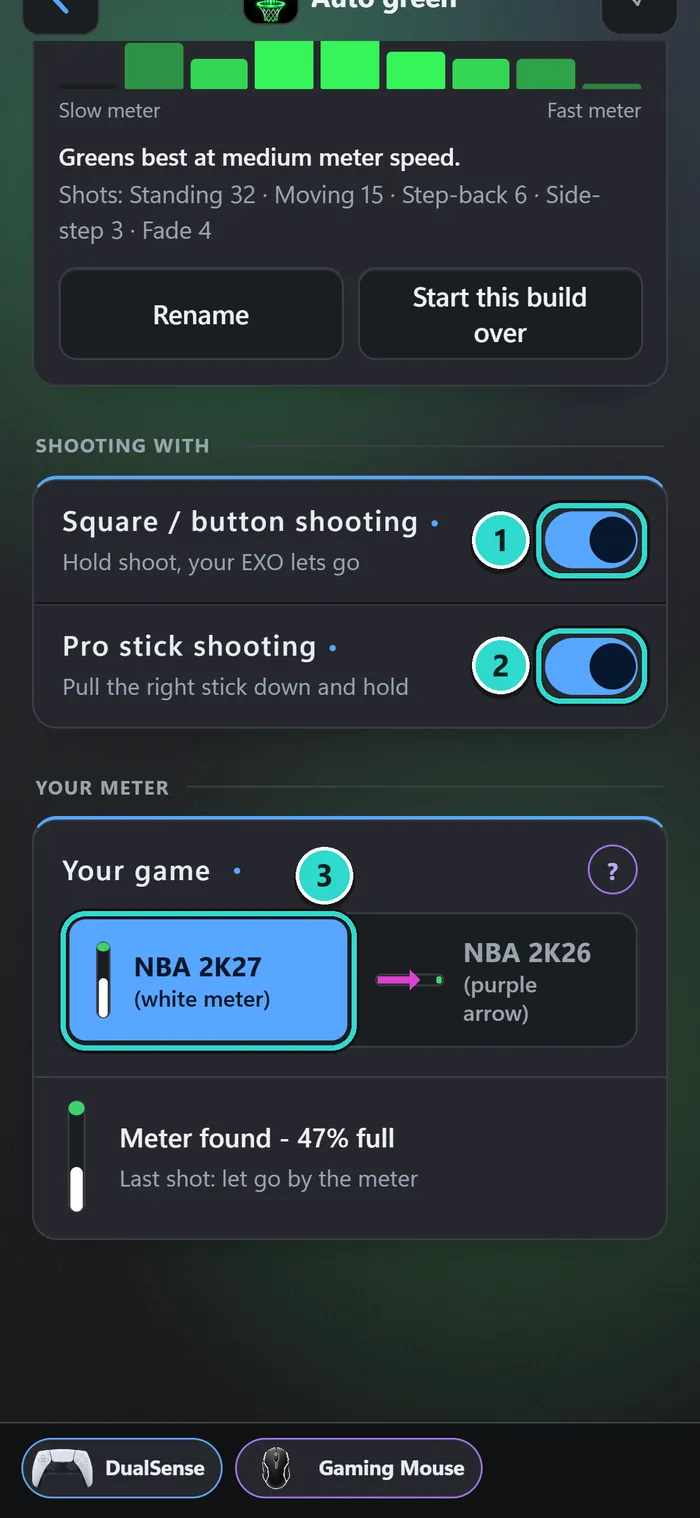 Auto green
Slow meter
Fast meter
Greens best at medium meter speed.
Shots: Standing 32 · Moving 15 · Step-back 6 · Side-
step 3 · Fade 4
Rename
Start this build
over
SHOOTING WITH
Square / button shooting
Hold shoot, your EXO lets go
1
Pro stick shooting
Pull the right stick down and hold
2
YOUR METER
Your game
3
?
NBA 2K27
(white meter)
NBA 2K26
(purple
arrow)
Meter found - 47% full
Last shot: let go by the meter
DualSense
Gaming Mouse